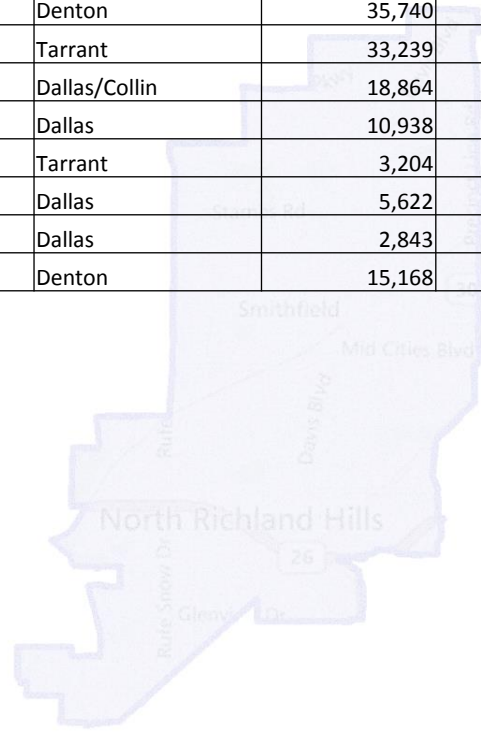 Denton 35,740
Tarrant 33,239
Dallas/Collin 18,864
Dallas 10,938
Tarrant 3,204
Dallas 5,622
Dallas 2,843
Denton 15,168
Smithfield
Mid Cities Blvd
Davis Blvd
North Richland Hills
26
Rufe Snow Dr